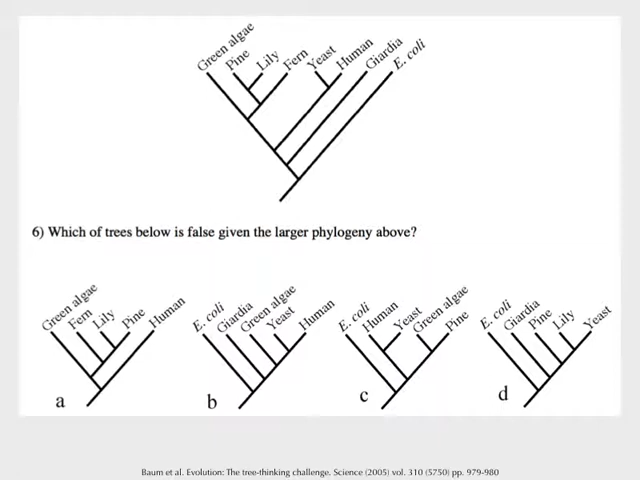 Green algae
Pine
Lily
Fern
Yeast
Human
Giardia
E. coli
6) Which of trees below is false given the larger phylogeny above?
Green algae
Fern
Lily
Pine
Human
a
E. coli
Giardia
Green algae
Yeast
Human
b
E. coli
Human
Yeast
Green algae
Pine
c
E. coli
Giardia
Pine
Lily
Yeast
d
Baum et al. Evolution: The tree-thinking challenge. Science (2005) vol. 310 (5750) pp. 979-980